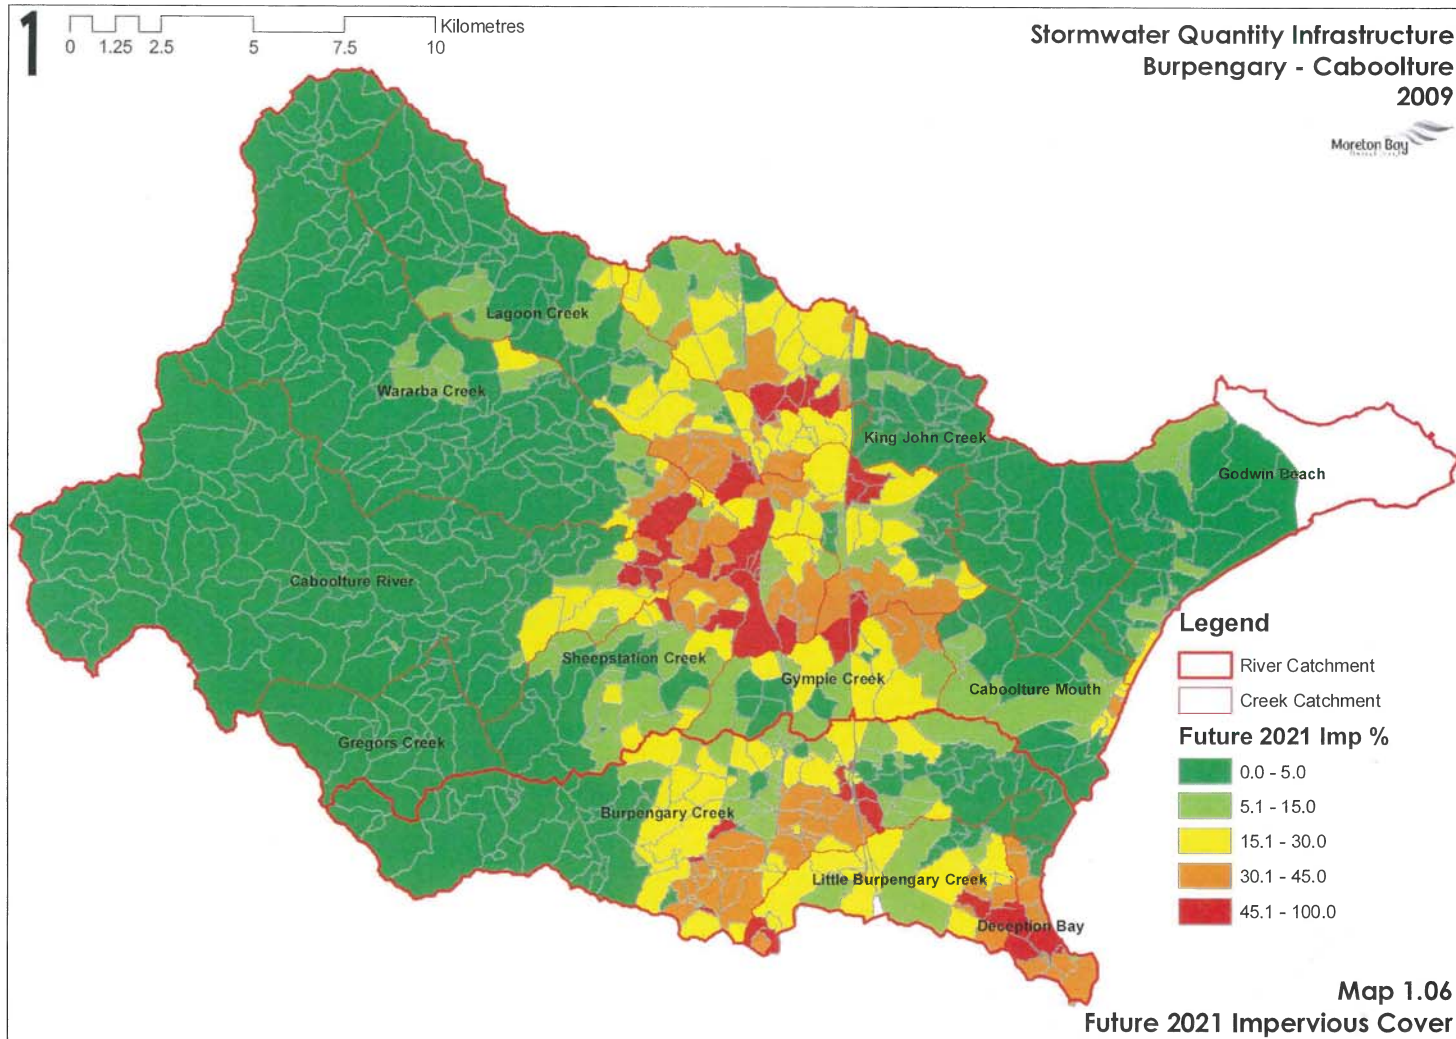 1
Kilometres
0 1.25 2.5 5 7.5 10
Stormwater Quantity Infrastructure
Burpengary - Caboolture
2009
Moreton Bay
Lagoon Creek
Wararba Creek
King John Creek
Godwin Beach
Caboolture River
Sheepstation Creek
Gympie Creek
Caboolture Mouth
Gregors Creek
Burpengary Creek
Little Burpengary Creek
Deception Bay
Legend
River Catchment
Creek Catchment
Future 2021 Imp %
0.0 - 5.0
5.1 - 15.0
15.1 - 30.0
30.1 - 45.0
45.1 - 100.0
Map 1.06
Future 2021 Impervious Cover